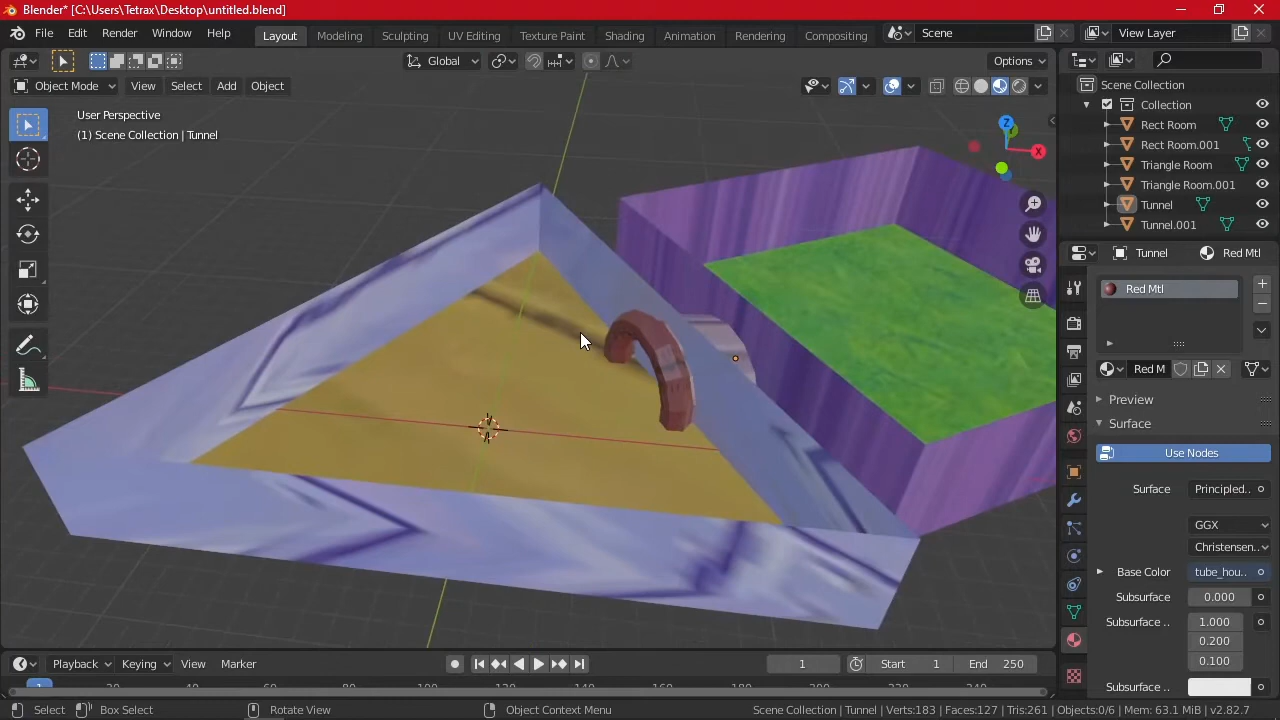 Blender* [C:\Users\Tetrax\Desktop\untitled.blend]
File Edit Render Window Help Layout Modeling Sculpting UV Editing Texture Paint Shading Animation Rendering Compositing Scene View Layer
Global Options
Object Mode View Select Add Object
User Perspective
(1) Scene Collection | Tunnel
Z
X
Scene Collection
Collection
Rect Room
Rect Room.001
Triangle Room
Triangle Room.001
Tunnel
Tunnel.001
Tunnel Red Mtl
Red Mtl
Red M
Preview
Surface
Use Nodes
Surface Principled..
GGX
Christensen..
Base Color tube_hou..
Subsurface 0.000
Subsurface .. 1.000
0.200
0.100
Subsurface ..
Playback Keying View Marker 1 Start 1 End 250
1
Select Box Select Rotate View Object Context Menu Scene Collection | Tunnel | Verts:183 | Faces:127 | Tris:261 | Objects:0/6 | Mem: 63.1 MiB | v2.82.7